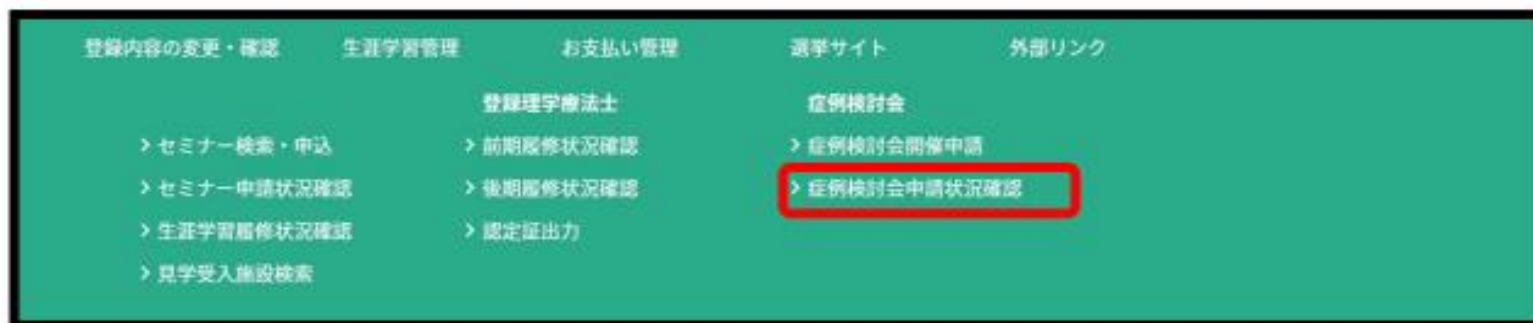 登録内容の変更・確認 生涯学習管理 お支払い管理 選挙サイト 外部リンク
登録理学療法士 症例検討会
> セミナー検索・申込 > 前期履修状況確認 > 症例検討会開催申請
> セミナー申請状況確認 > 後期履修状況確認 > 症例検討会申請状況確認
> 生涯学習履修状況確認 > 認定証出力
> 見学受入施設検索